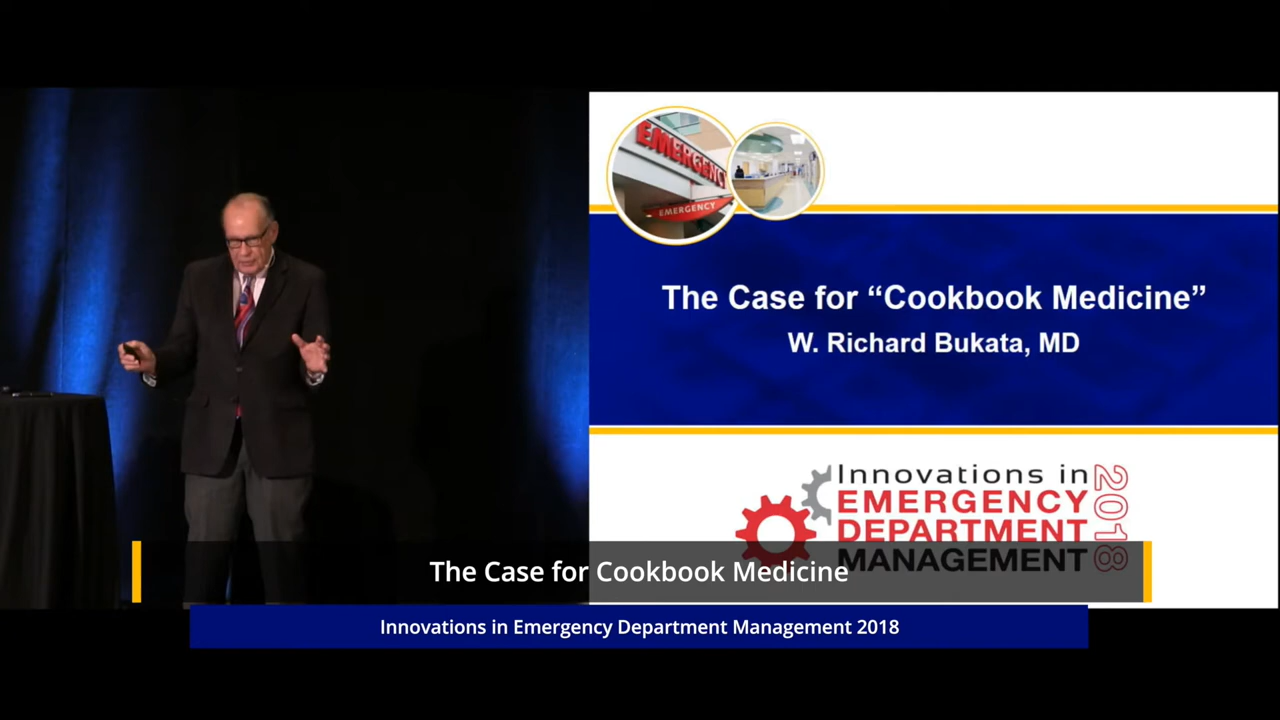 EMERGENCY
EMERGENCY
The Case for “Cookbook Medicine”
W. Richard Bukata, MD
Innovations in
EMERGENCY
DEPARTMENT
MANAGEMENT
2018
The Case for Cookbook Medicine
Innovations in Emergency Department Management 2018